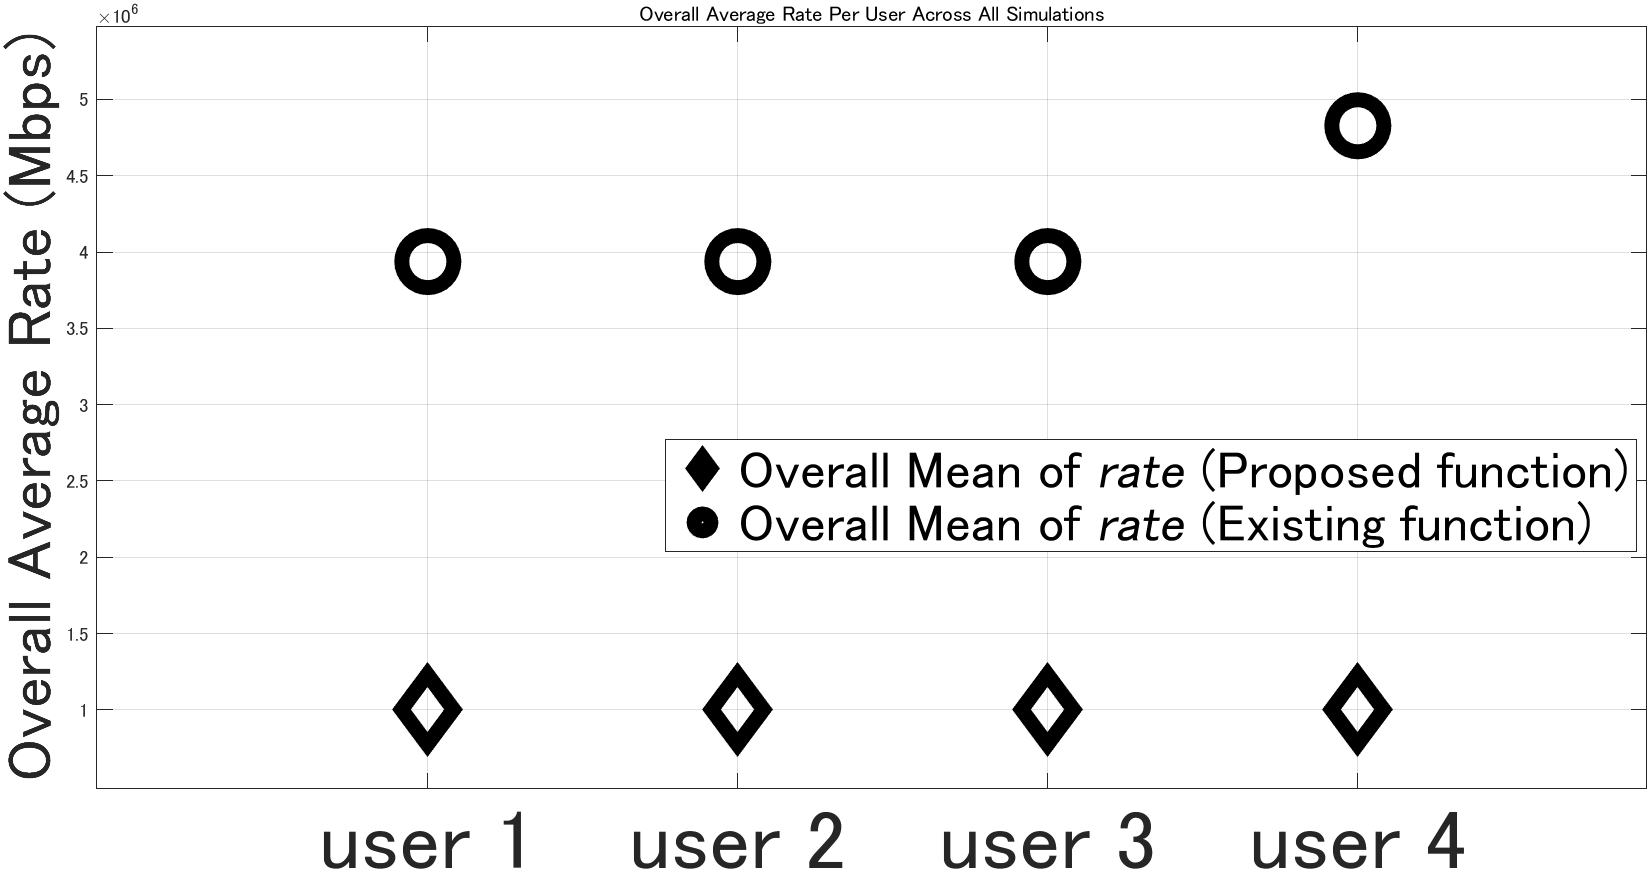 Overall Average Rate Per User Across All Simulations
×10⁶
5
4.5
4
3.5
3
2.5
2
1.5
1
Overall Average Rate (Mbps)
Overall Mean of rate (Proposed function)
Overall Mean of rate (Existing function)
user 1
user 2
user 3
user 4